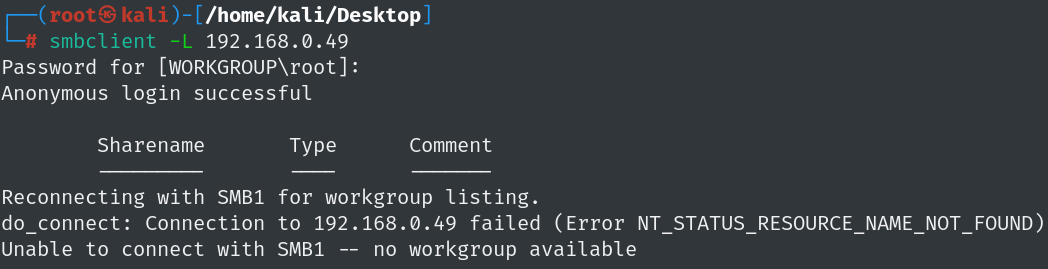 ┌──(root㉿kali)-[/home/kali/Desktop]
└─# smbclient -L 192.168.0.49
Password for [WORKGROUP\root]:
Anonymous login successful
Sharename Type Comment
--------- ---- -------
Reconnecting with SMB1 for workgroup listing.
do_connect: Connection to 192.168.0.49 failed (Error NT_STATUS_RESOURCE_NAME_NOT_FOUND)
Unable to connect with SMB1 -- no workgroup available